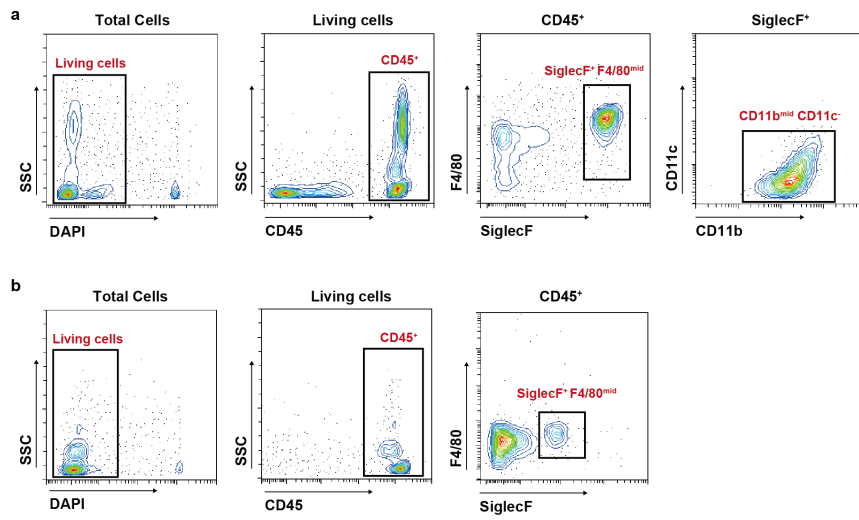 a
Total Cells
Living cells
CD45⁺
SiglecF⁺
Living cells
CD45⁺
SiglecF⁺ F4/80ᵐⁱᵈ
CD11bᵐⁱᵈ CD11c⁻
SSC
SSC
F4/80
CD11c
DAPI
CD45
SiglecF
CD11b
b
Total Cells
Living cells
CD45⁺
Living cells
CD45⁺
SiglecF⁺ F4/80ᵐⁱᵈ
SSC
SSC
F4/80
DAPI
CD45
SiglecF